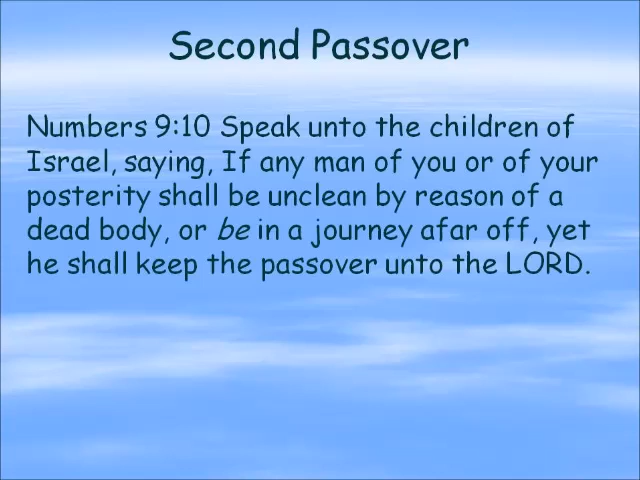 Second Passover
Numbers 9:10 Speak unto the children of
Israel, saying, If any man of you or of your
posterity shall be unclean by reason of a
dead body, or be in a journey afar off, yet
he shall keep the passover unto the LORD.